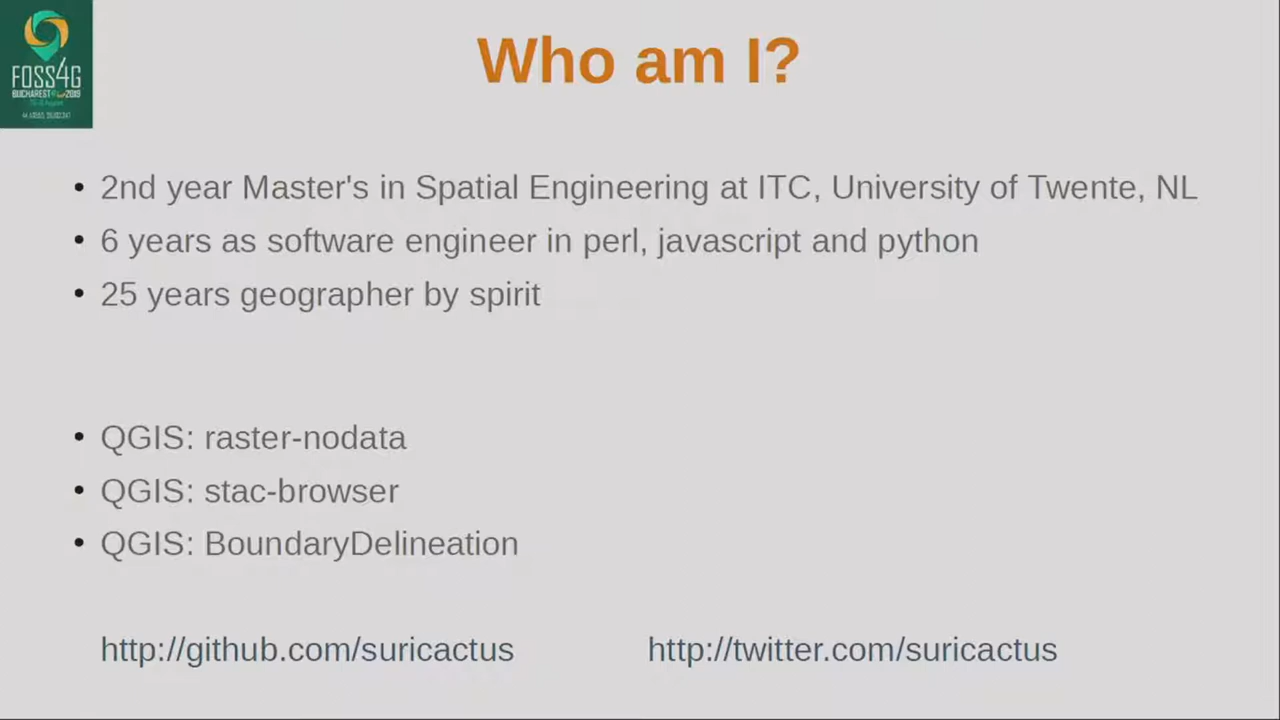 FOSS4G
BUCHAREST 2019
Who am I?
• 2nd year Master's in Spatial Engineering at ITC, University of Twente, NL
• 6 years as software engineer in perl, javascript and python
• 25 years geographer by spirit
• QGIS: raster-nodata
• QGIS: stac-browser
• QGIS: BoundaryDelineation
http://github.com/suricactus http://twitter.com/suricactus